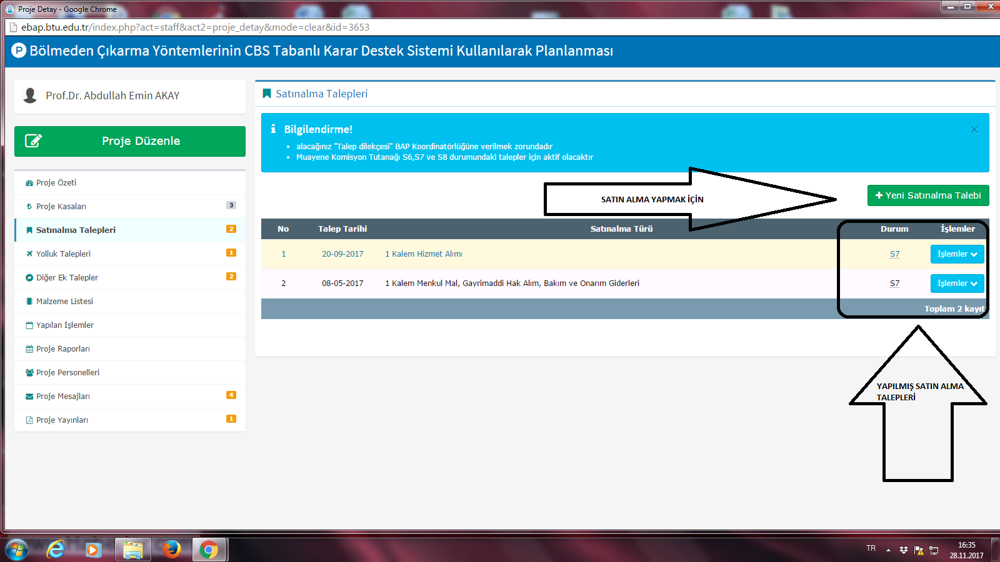 Proje Detay - Google Chrome
ebap.btu.edu.tr/index.php?act=staff&act2=proje_detay&mode=clear&id=3653
P Bölmeden Çıkarma Yöntemlerinin CBS Tabanlı Karar Destek Sistemi Kullanılarak Planlanması
Prof.Dr. Abdullah Emin AKAY
Proje Düzenle
Proje Özeti
Proje Kasaları 3
Satınalma Talepleri 2
Yolluk Talepleri 1
Diğer Ek Talepler 2
Malzeme Listesi
Yapılan İşlemler
Proje Raporları
Proje Personelleri
Proje Mesajları 4
Proje Yayınları 1
Satınalma Talepleri
Bilgilendirme!
alacağınız "Talep dilekçesi" BAP Koordinatörlüğüne verilmek zorundadır
Muayene Komisyon Tutanağı S6,S7 ve S8 durumundaki talepler için aktif olacaktır
SATIN ALMA YAPMAK İÇİN
Yeni Satınalma Talebi
No Talep Tarihi Satınalma Türü Durum İşlemler
1 20-09-2017 1 Kalem Hizmet Alımı S7 İşlemler
2 08-05-2017 1 Kalem Menkul Mal, Gayrimaddi Hak Alım, Bakım ve Onarım Giderleri S7 İşlemler
Toplam 2 kayıt
YAPILMIŞ SATIN ALMA
TALEPLERİ
TR
16:35
28.11.2017